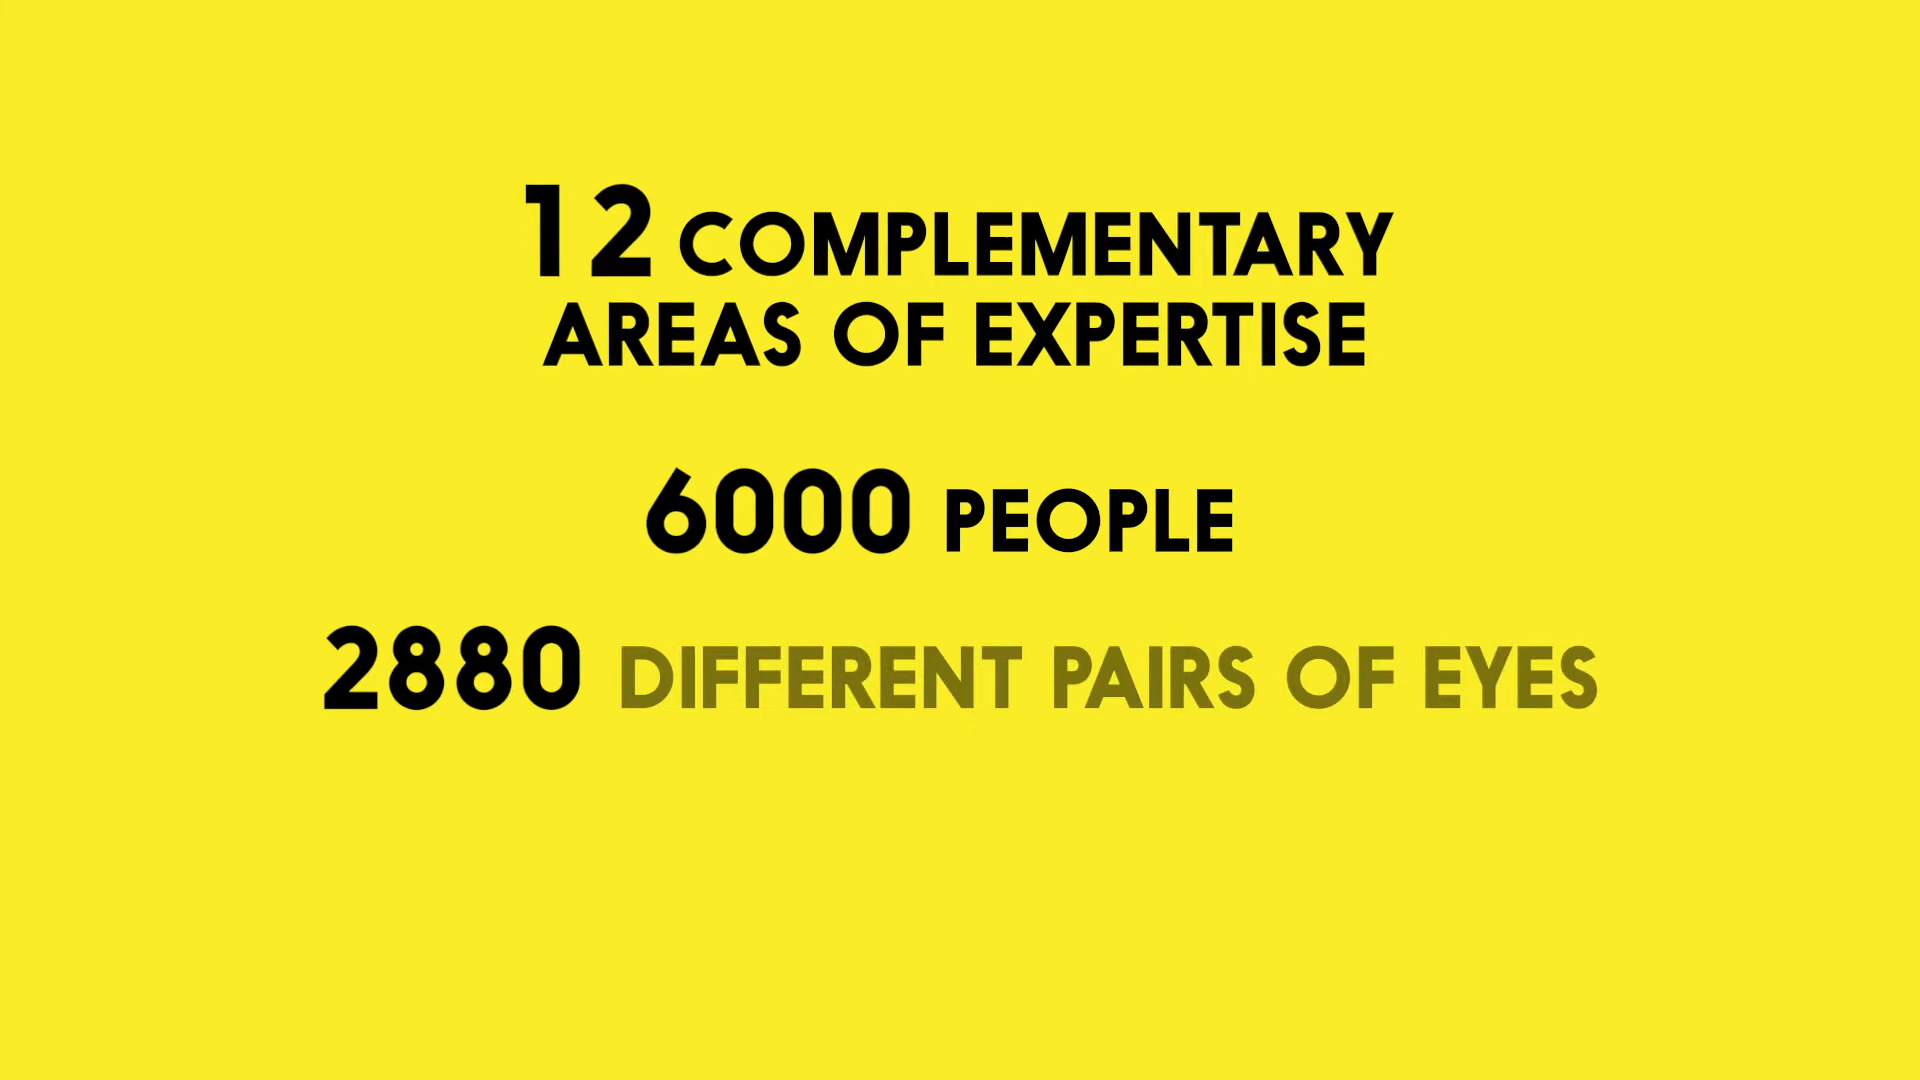 12 COMPLEMENTARY
AREAS OF EXPERTISE
6000 PEOPLE
2880 DIFFERENT PAIRS OF EYES